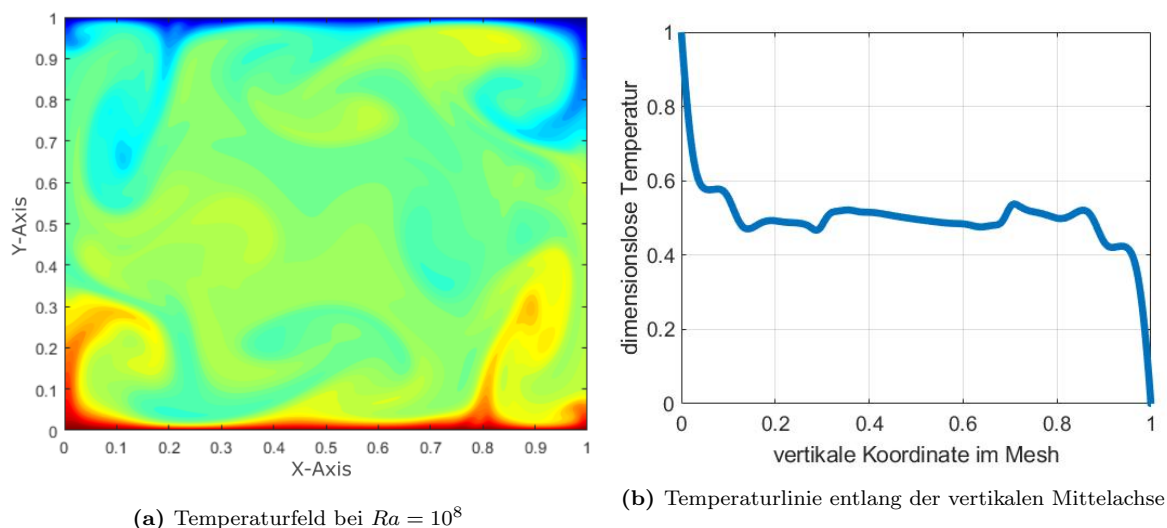 1
0.9
0.8
0.7
0.6
0.5
0.4
0.3
0.2
0.1
0
Y-Axis
0 0.1 0.2 0.3 0.4 0.5 0.6 0.7 0.8 0.9 1
X-Axis
(a) Temperaturfeld bei Ra = 10⁸
1
0.8
0.6
0.4
0.2
0
dimensionslose Temperatur
0 0.2 0.4 0.6 0.8 1
vertikale Koordinate im Mesh
(b) Temperaturlinie entlang der vertikalen Mittelachse